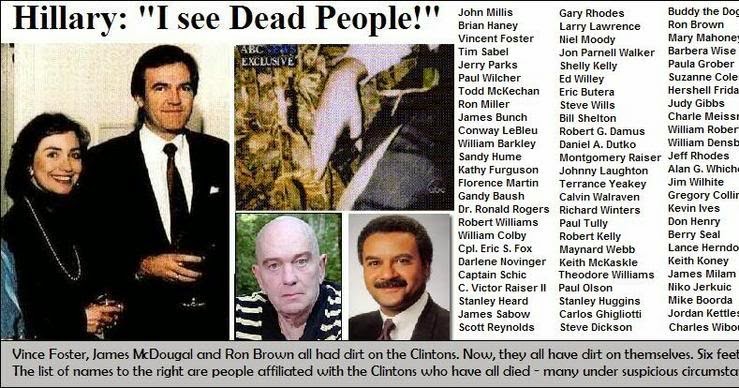 Hillary: "I see Dead People!"
ABC NEWS
EXCLUSIVE
abc
John Millis
Brian Haney
Vincent Foster
Tim Sabel
Jerry Parks
Paul Wilcher
Todd McKechan
Ron Miller
James Bunch
Conway LeBleu
William Barkley
Sandy Hume
Kathy Furguson
Florence Martin
Gandy Baush
Dr. Ronald Rogers
Robert Williams
William Colby
Cpl. Eric S. Fox
Darlene Novinger
Captain Schic
C. Victor Raiser II
Stanley Heard
James Sabow
Scott Reynolds
Gary Rhodes
Larry Lawrence
Niel Moody
Jon Parnell Walker
Shelly Kelly
Ed Willey
Eric Butera
Steve Wills
Bill Shelton
Robert G. Damus
Daniel A. Dutko
Montgomery Raiser
Johnny Laughton
Terrance Yeakey
Calvin Walraven
Richard Winters
Paul Tully
Robert Kelly
Maynard Webb
Keith McKaskle
Theodore Williams
Paul Olson
Stanley Huggins
Carlos Ghigliotti
Steve Dickson
Buddy the Dog
Ron Brown
Mary Mahoney
Barbera Wise
Paula Grober
Suzanne Cole
Hershell Frida
Judy Gibbs
Charle Meissn
William Rober
William Densb
Jeff Rhodes
Alan G. Which
Jim Wilhite
Gregory Collin
Kevin Ives
Don Henry
Berry Seal
Lance Herndo
Keith Koney
James Milam
Niko Jerkuic
Mike Boorda
Jordan Kettles
Charles Wibou
Vince Foster, James McDougal and Ron Brown all had dirt on the Clintons. Now, they all have dirt on themselves. Six feet
The list of names to the right are people affiliated with the Clintons who have all died - many under suspicious circumsta